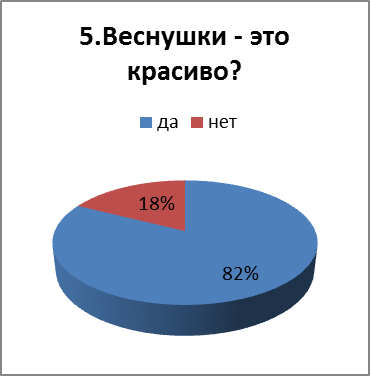 5.Веснушки - это
красиво?
да нет
18%
82%